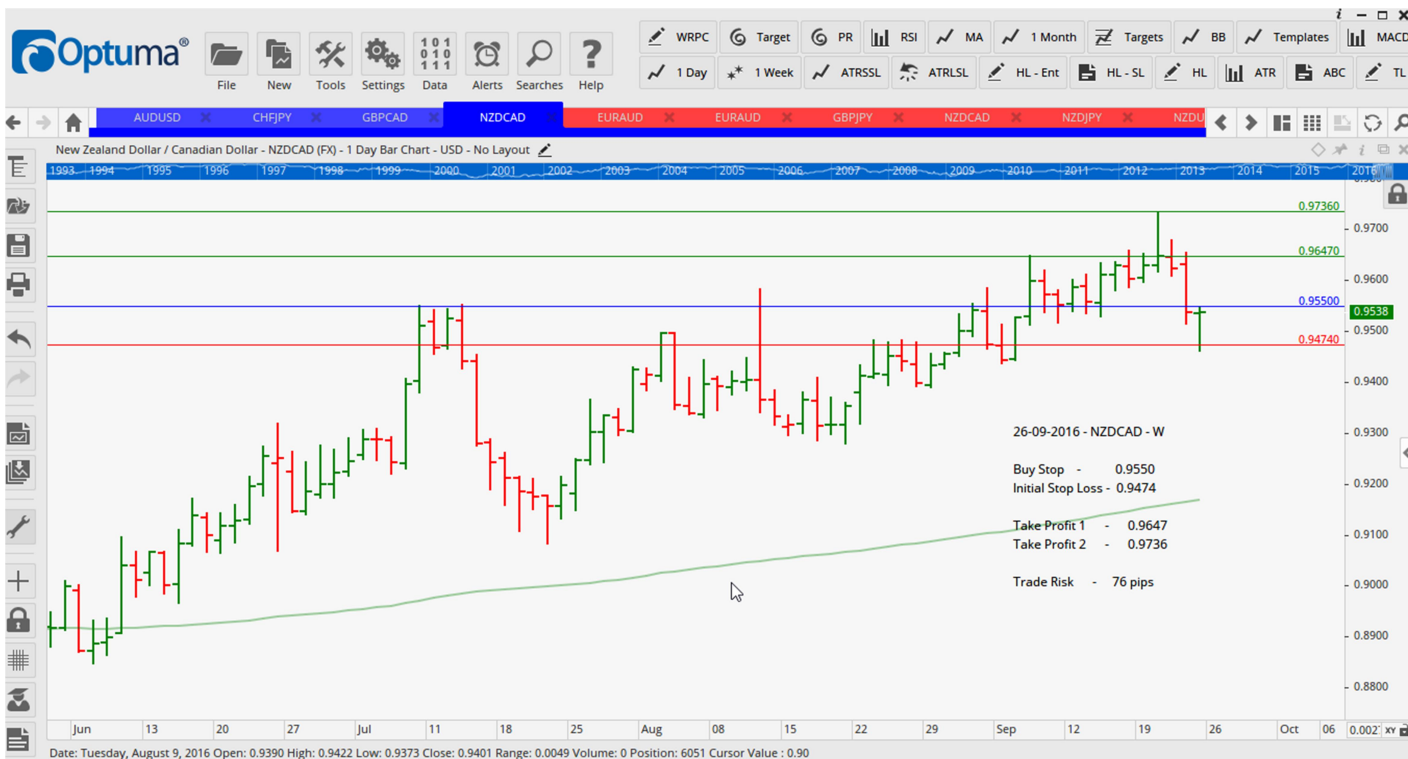 Optuma®
File
New
Tools
Settings
101
010
111
Data
Alerts
Searches
?
Help
WRPC
Target
PR
RSI
MA
1 Month
Targets
BB
Templates
MACD
1 Day
1 Week
ATRSSL
ATRLSL
HL - Ent
HL - SL
HL
ATR
ABC
TL
AUDUSD
CHFJPY
GBPCAD
NZDCAD
EURAUD
EURAUD
GBPJPY
NZDCAD
NZDJPY
NZDU
New Zealand Dollar / Canadian Dollar - NZDCAD (FX) - 1 Day Bar Chart - USD - No Layout
1993 1994 1995 1996 1997 1998 1999 2000 2001 2002 2003 2004 2005 2006 2007 2008 2009 2010 2011 2012 2013 2014 2015 2016
0.97360
0.9700
0.96470
0.9600
0.95500
0.9538
0.9500
0.94740
0.9400
0.9300
0.9200
0.9100
0.9000
0.8900
0.8800
26-09-2016 - NZDCAD - W
Buy Stop - 0.9550
Initial Stop Loss - 0.9474
Take Profit 1 - 0.9647
Take Profit 2 - 0.9736
Trade Risk - 76 pips
Jun 13 20 27 Jul 11 18 25 Aug 08 15 22 29 Sep 12 19 26 Oct 06
XY
Date: Tuesday, August 9, 2016 Open: 0.9390 High: 0.9422 Low: 0.9373 Close: 0.9401 Range: 0.0049 Volume: 0 Position: 6051 Cursor Value : 0.90